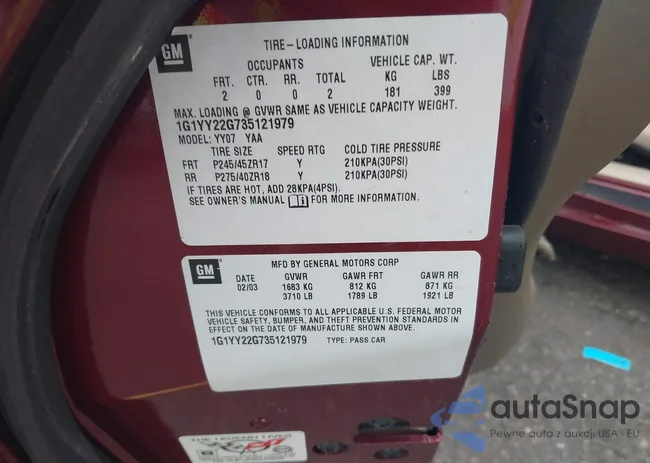 GM
TIRE-LOADING INFORMATION
OCCUPANTS VEHICLE CAP. WT.
FRT. CTR. RR. TOTAL KG LBS
2 0 0 2 181 399
MAX. LOADING @ GVWR SAME AS VEHICLE CAPACITY WEIGHT.
1G1YY22G735121979
MODEL: YY07 YAA
TIRE SIZE SPEED RTG COLD TIRE PRESSURE
FRT P245/45ZR17 Y 210KPA(30PSI)
RR P275/40ZR18 Y 210KPA(30PSI)
IF TIRES ARE HOT, ADD 28KPA(4PSI).
SEE OWNER'S MANUAL FOR MORE INFORMATION.
GM
MFD BY GENERAL MOTORS CORP
DATE GVWR GAWR FRT GAWR RR
02/03 1683 KG 812 KG 871 KG
3710 LB 1789 LB 1921 LB
THIS VEHICLE CONFORMS TO ALL APPLICABLE U.S. FEDERAL MOTOR
VEHICLE SAFETY, BUMPER, AND THEFT PREVENTION STANDARDS IN
EFFECT ON THE DATE OF MANUFACTURE SHOWN ABOVE.
1G1YY22G735121979 TYPE: PASS CAR
THE LEGEND LIVES
autaSnap
Pewne auta z aukcji USA i EU